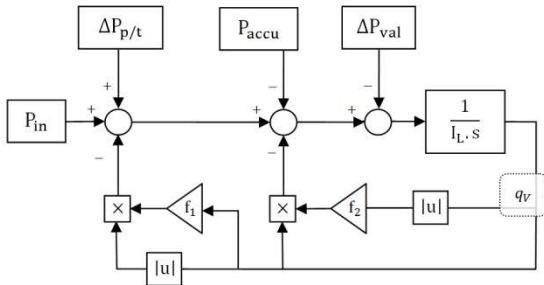 ΔP_p/t
P_accu
ΔP_val
+
−
−
P_in
+
+
+
1
I_L.s
−
−
q_V
×
f_1
×
f_2
|u|
|u|